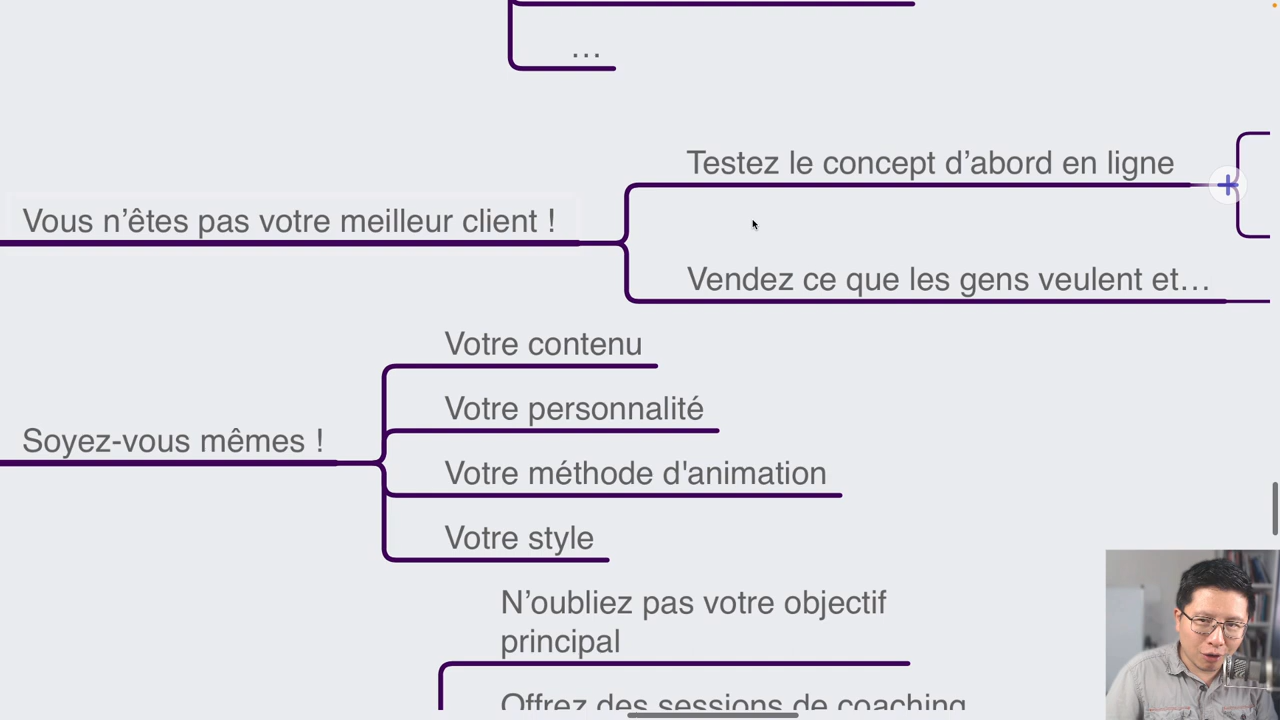 …
Testez le concept d’abord en ligne
Vous n’êtes pas votre meilleur client !
Vendez ce que les gens veulent et…
Votre contenu
Votre personnalité
Soyez-vous mêmes !
Votre méthode d'animation
Votre style
N’oubliez pas votre objectif
principal
Offrez des sessions de coaching